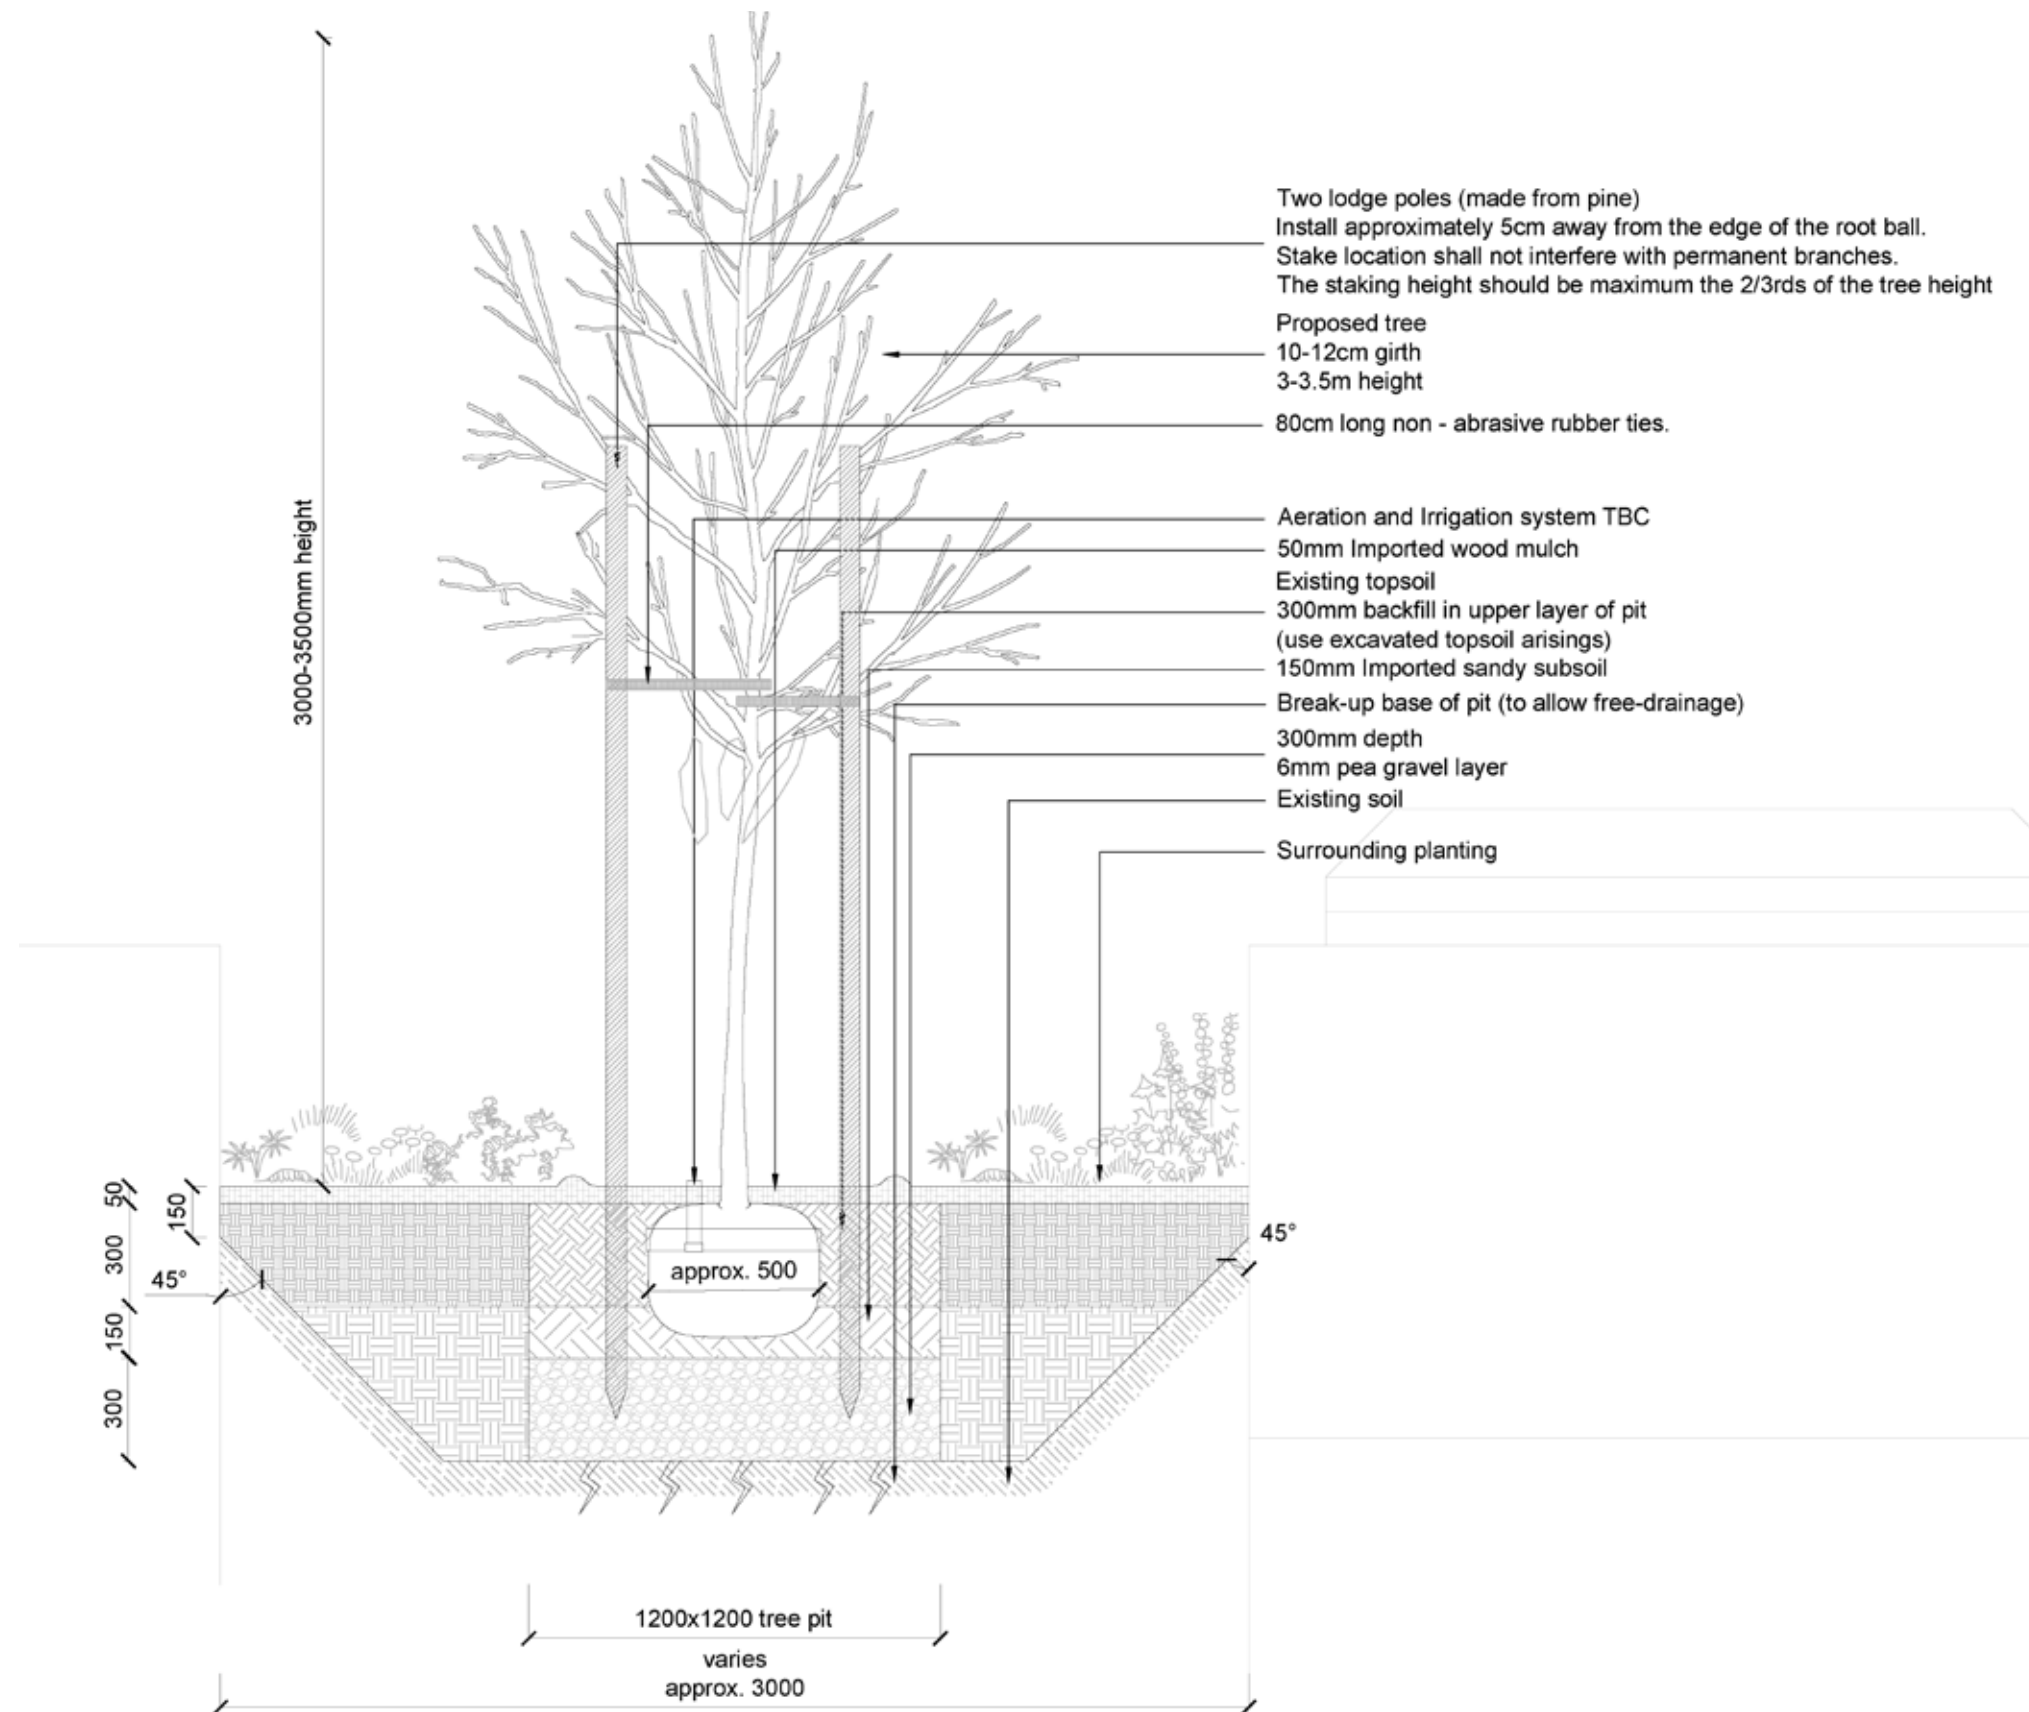 Two lodge poles (made from pine)
Install approximately 5cm away from the edge of the root ball.
Stake location shall not interfere with permanent branches.
The staking height should be maximum the 2/3rds of the tree height
Proposed tree
10-12cm girth
3-3.5m height
80cm long non - abrasive rubber ties.
Aeration and Irrigation system TBC
50mm Imported wood mulch
Existing topsoil
300mm backfill in upper layer of pit
(use excavated topsoil arisings)
150mm Imported sandy subsoil
Break-up base of pit (to allow free-drainage)
300mm depth
6mm pea gravel layer
Existing soil
Surrounding planting
3000-3500mm height
50
150
300
45°
150
300
45°
approx. 500
1200x1200 tree pit
varies
approx. 3000